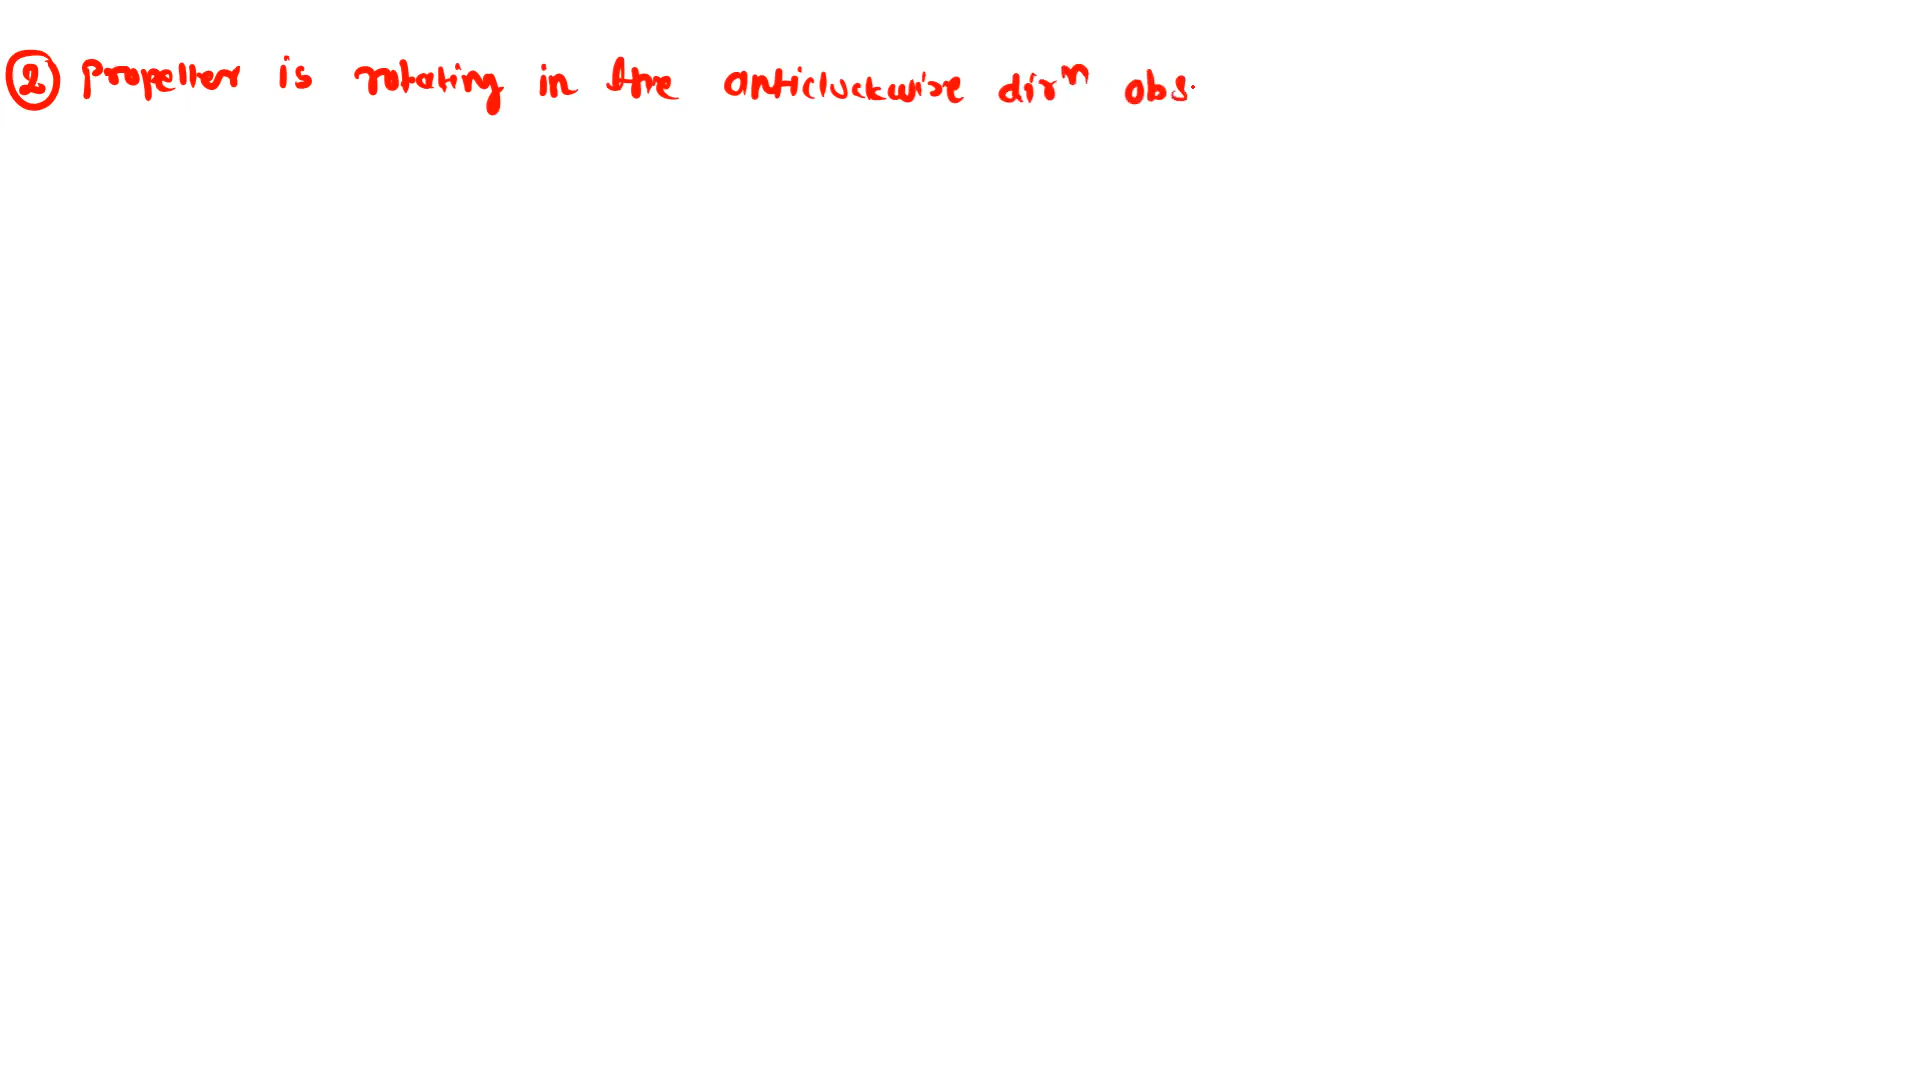 ② Propeller is rotating in the anticlockwise dirⁿ obs